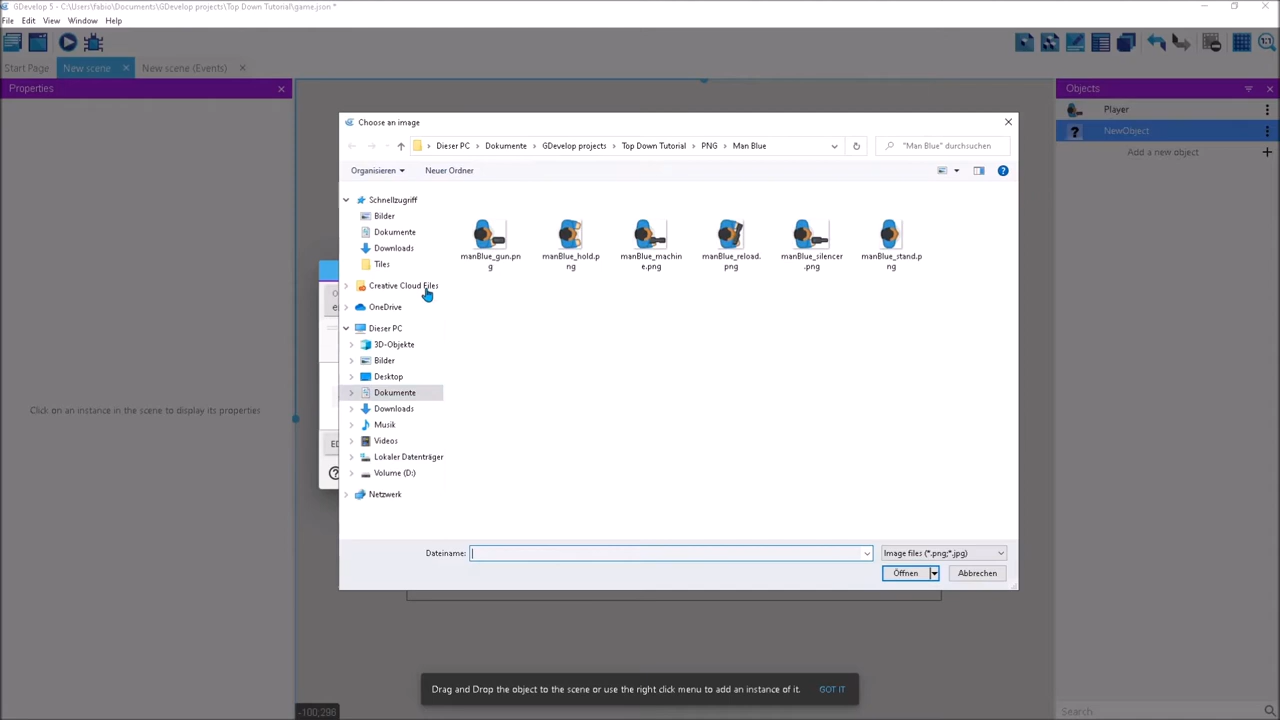 GDevelop 5 - C:\Users\fabio\Documents\GDevelop projects\Top Down Tutorial\game.json *
File Edit View Window Help
Start Page New scene New scene (Events)
Properties
Click on an instance in the scene to display its properties
Choose an image
Dieser PC Dokumente GDevelop projects Top Down Tutorial PNG Man Blue
"Man Blue" durchsuchen
Organisieren Neuer Ordner
Schnellzugriff
Bilder
Dokumente
Downloads
Tiles
Creative Cloud Files
OneDrive
Dieser PC
3D-Objekte
Bilder
Desktop
Dokumente
Downloads
Musik
Videos
Lokaler Datenträger
Volume (D:)
Netzwerk
manBlue_gun.pn
g
manBlue_hold.p
ng
manBlue_machin
e.png
manBlue_reload.
png
manBlue_silencer
.png
manBlue_stand.p
ng
Dateiname:
Image files (*.png;*.jpg)
Öffnen Abbrechen
Objects
Player
NewObject
Add a new object
1:1
Drag and Drop the object to the scene or use the right click menu to add an instance of it. GOT IT
-100;296
Search